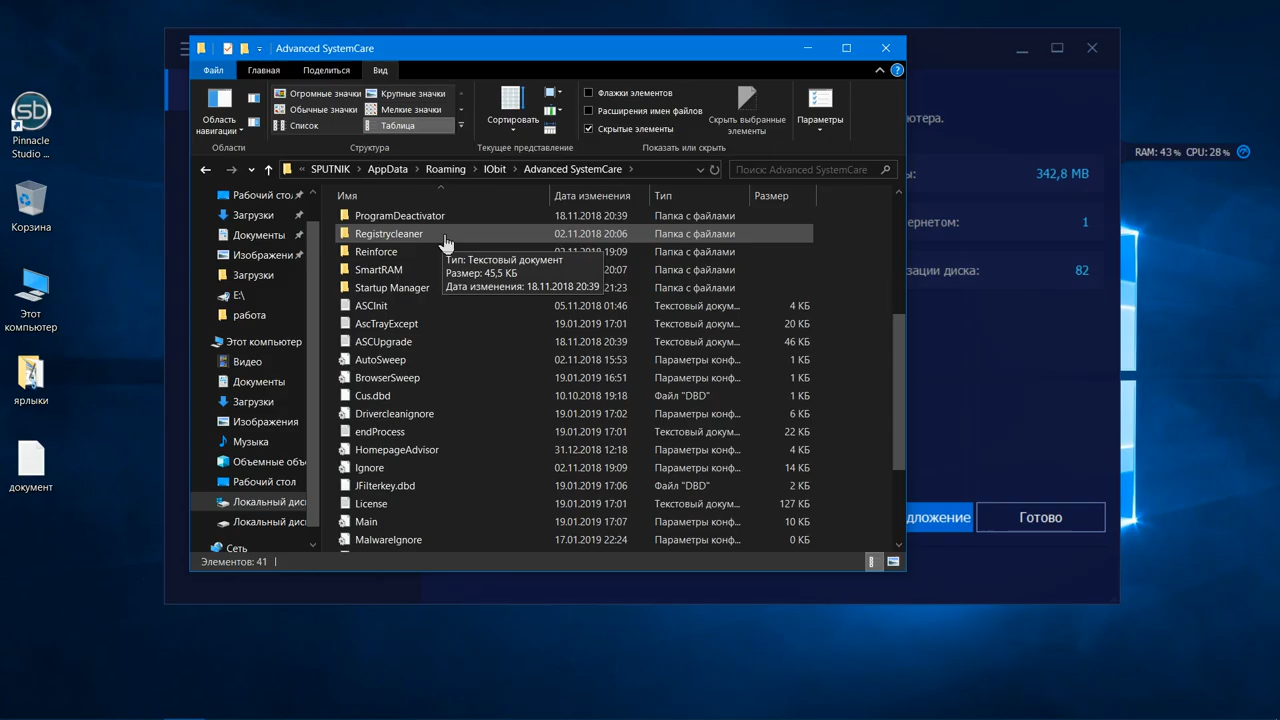 Advanced SystemCare
Файл Главная Поделиться Вид
Область навигации
Огромные значки Крупные значки
Обычные значки Мелкие значки
Список Таблица
Сортировать
Флажки элементов
Расширения имен файлов
Скрытые элементы
Скрыть выбранные элементы
Параметры
Области Структура Текущее представление Показать или скрыть
« SPUTNIK › AppData › Roaming › IObit › Advanced SystemCare ›
Поиск: Advanced SystemCare
Имя Дата изменения Тип Размер
ProgramDeactivator 18.11.2018 20:39 Папка с файлами
Registrycleaner 02.11.2018 20:06 Папка с файлами
Reinforce 19:09 Папка с файлами
SmartRAM 20:07 Папка с файлами
Startup Manager 21:23 Папка с файлами
Тип: Текстовый документ
Размер: 45,5 КБ
Дата изменения: 18.11.2018 20:39
ASCInit 05.11.2018 01:46 Текстовый докум... 4 КБ
AscTrayExcept 19.01.2019 17:01 Текстовый докум... 20 КБ
ASCUpgrade 18.11.2018 20:39 Текстовый докум... 46 КБ
AutoSweep 02.11.2018 15:53 Параметры конф... 1 КБ
BrowserSweep 19.01.2019 16:51 Параметры конф... 1 КБ
Cus.dbd 10.10.2018 19:18 Файл "DBD" 1 КБ
Drivercleanignore 19.01.2019 17:02 Параметры конф... 6 КБ
endProcess 19.01.2019 17:01 Текстовый докум... 22 КБ
HomepageAdvisor 31.12.2018 12:18 Параметры конф... 1 КБ
Ignore 02.11.2018 19:09 Параметры конф... 14 КБ
JFilterkey.dbd 19.01.2019 17:06 Файл "DBD" 2 КБ
License 19.01.2019 17:01 Текстовый докум... 127 КБ
Main 19.01.2019 17:07 Параметры конф... 10 КБ
MalwareIgnore 17.01.2019 22:24 Параметры конф... 0 КБ
Рабочий стол
Загрузки
Документы
Изображени
Загрузки
E:\
работа
Этот компьютер
Видео
Документы
Загрузки
Изображения
Музыка
Объемные объ
Рабочий стол
Локальный дис
Локальный дис
Сеть
Элементов: 41
ютера.
ы: 342,8 MB
ернетом: 1
зации диска: 82
дложение
Готово
RAM: 43 % CPU: 28 %
Pinnacle
Studio ...
Корзина
Этот
компьютер
ярлыки
документ